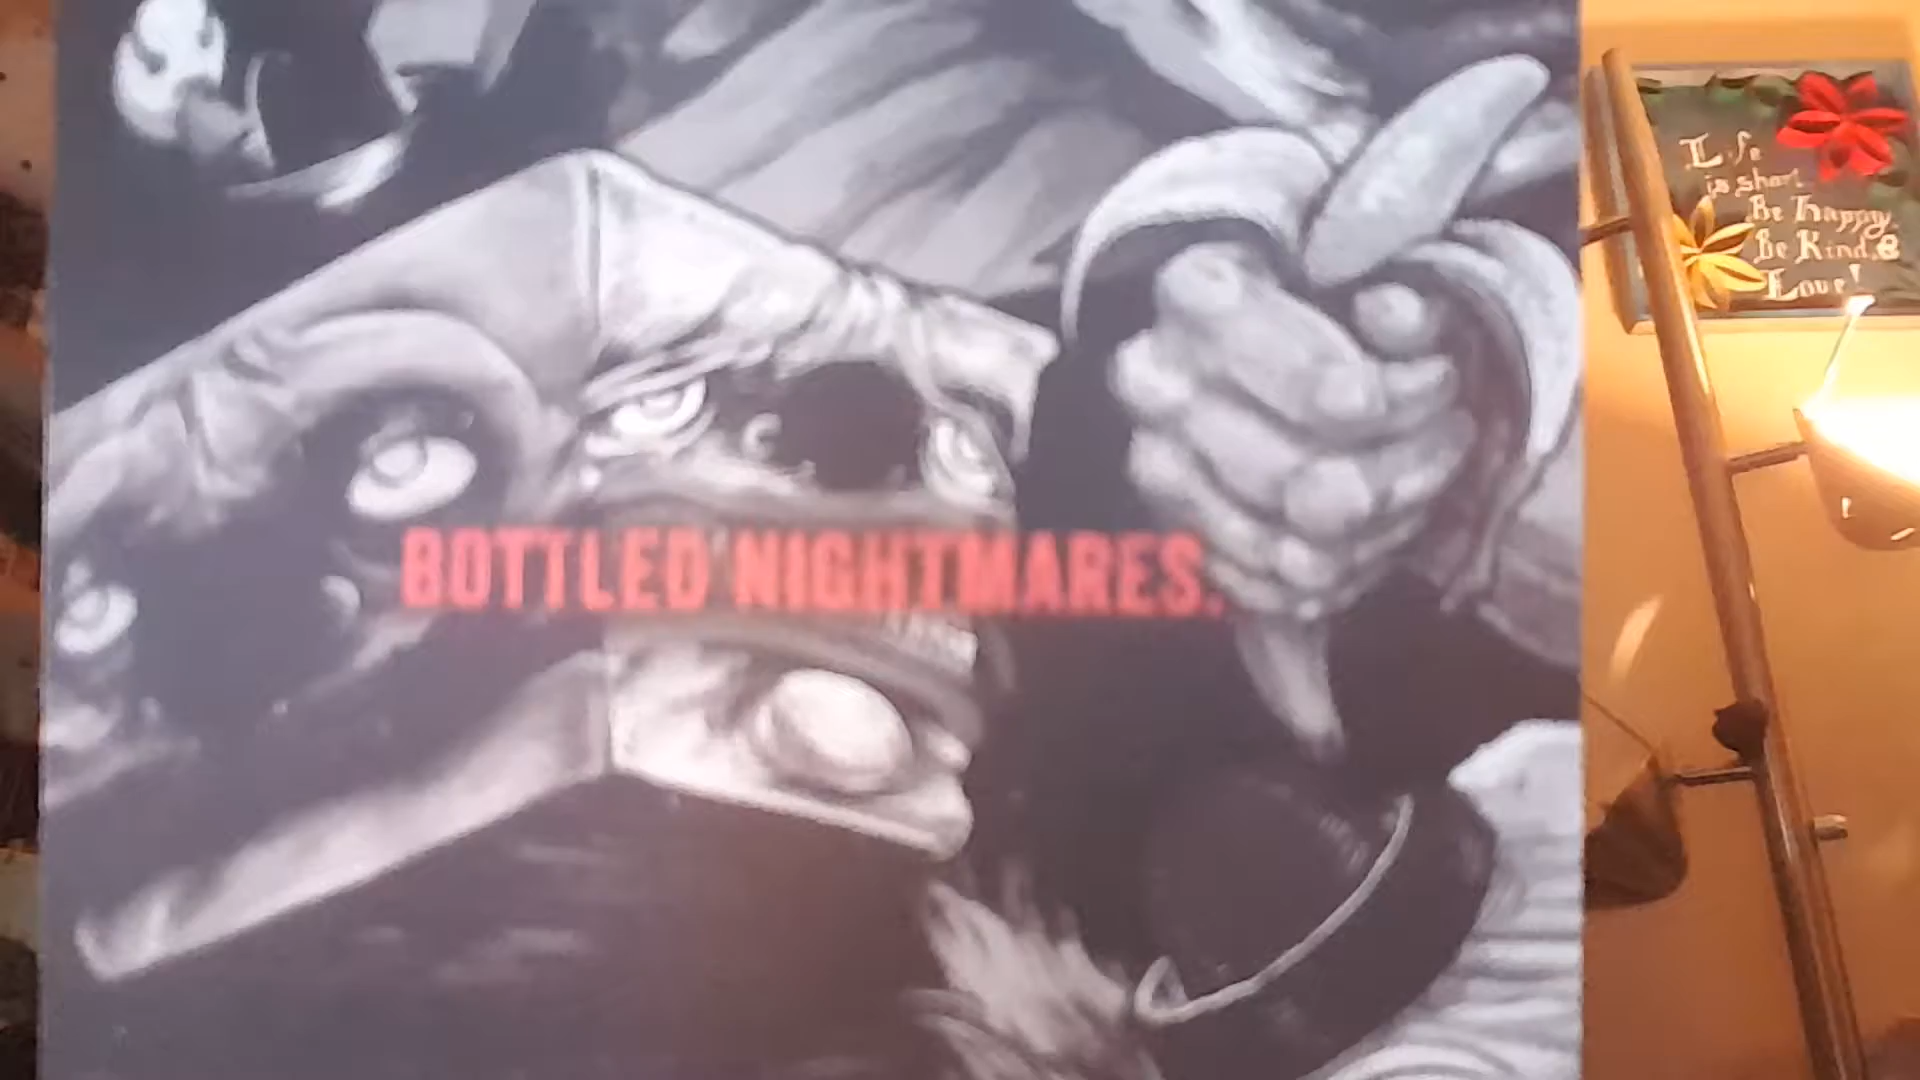 BOTTLED NIGHTMARES.
Life
is short
Be Happy
Be Kind &
Love!